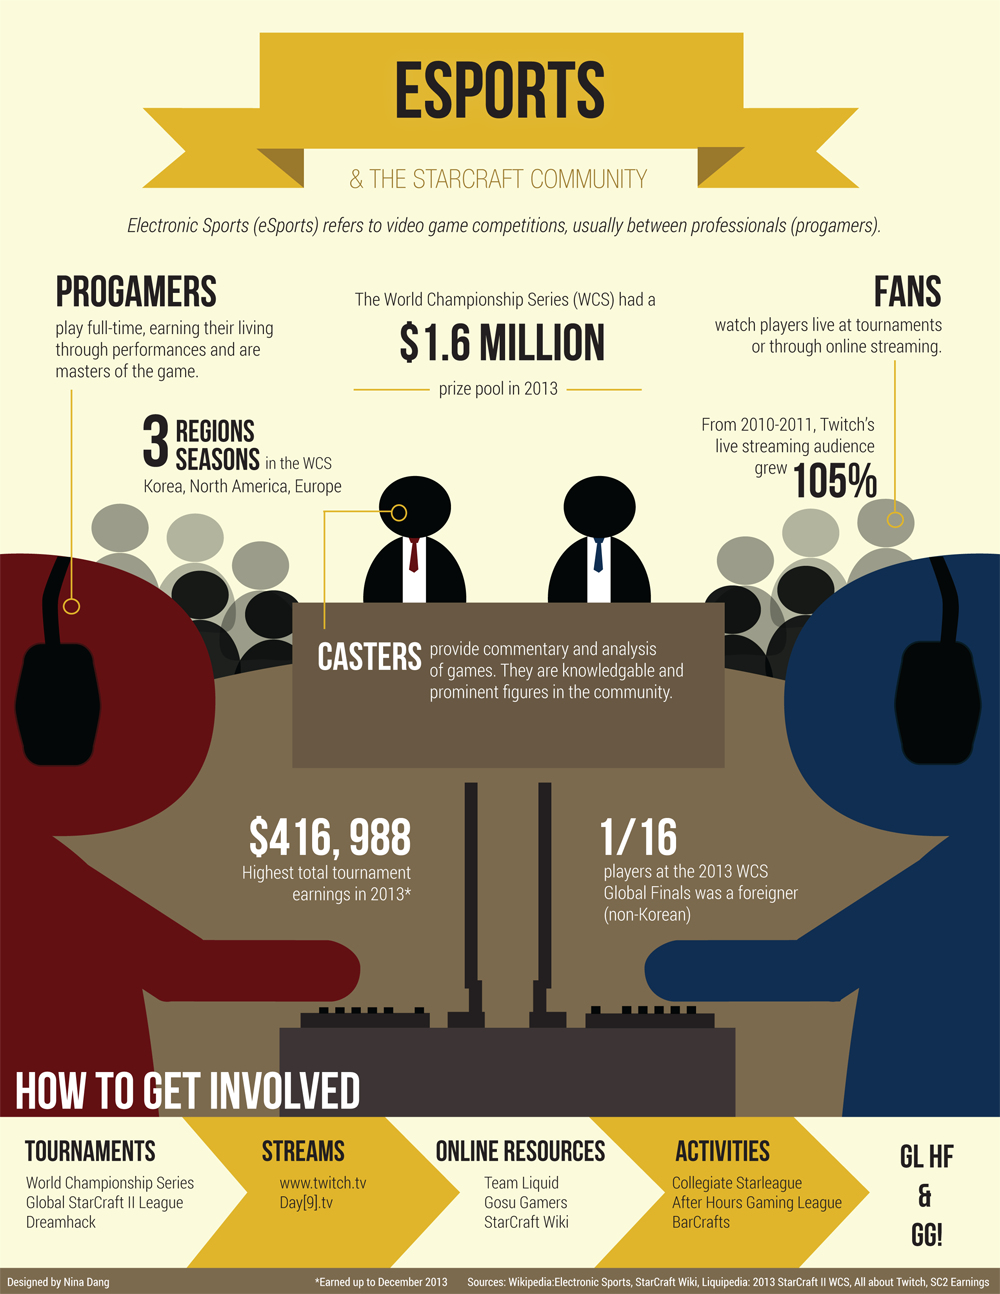 ESPORTS
& THE STARCRAFT COMMUNITY
Electronic Sports (eSports) refers to video game competitions, usually between professionals (progamers).
PROGAMERS
play full-time, earning their living
through performances and are
masters of the game.
The World Championship Series (WCS) had a
$1.6 MILLION
prize pool in 2013
FANS
watch players live at tournaments
or through online streaming.
3 REGIONS
SEASONS in the WCS
Korea, North America, Europe
From 2010-2011, Twitch's
live streaming audience
grew 105%
CASTERS provide commentary and analysis
of games. They are knowledgable and
prominent figures in the community.
$416, 988
Highest total tournament
earnings in 2013*
1/16
players at the 2013 WCS
Global Finals was a foreigner
(non-Korean)
HOW TO GET INVOLVED
TOURNAMENTS
World Championship Series
Global StarCraft II League
Dreamhack
STREAMS
www.twitch.tv
Day[9].tv
ONLINE RESOURCES
Team Liquid
Gosu Gamers
StarCraft Wiki
ACTIVITIES
Collegiate Starleague
After Hours Gaming League
BarCrafts
GL HF
&
GG!
Designed by Nina Dang
*Earned up to December 2013
Sources: Wikipedia:Electronic Sports, StarCraft Wiki, Liquipedia: 2013 StarCraft II WCS, All about Twitch, SC2 Earnings